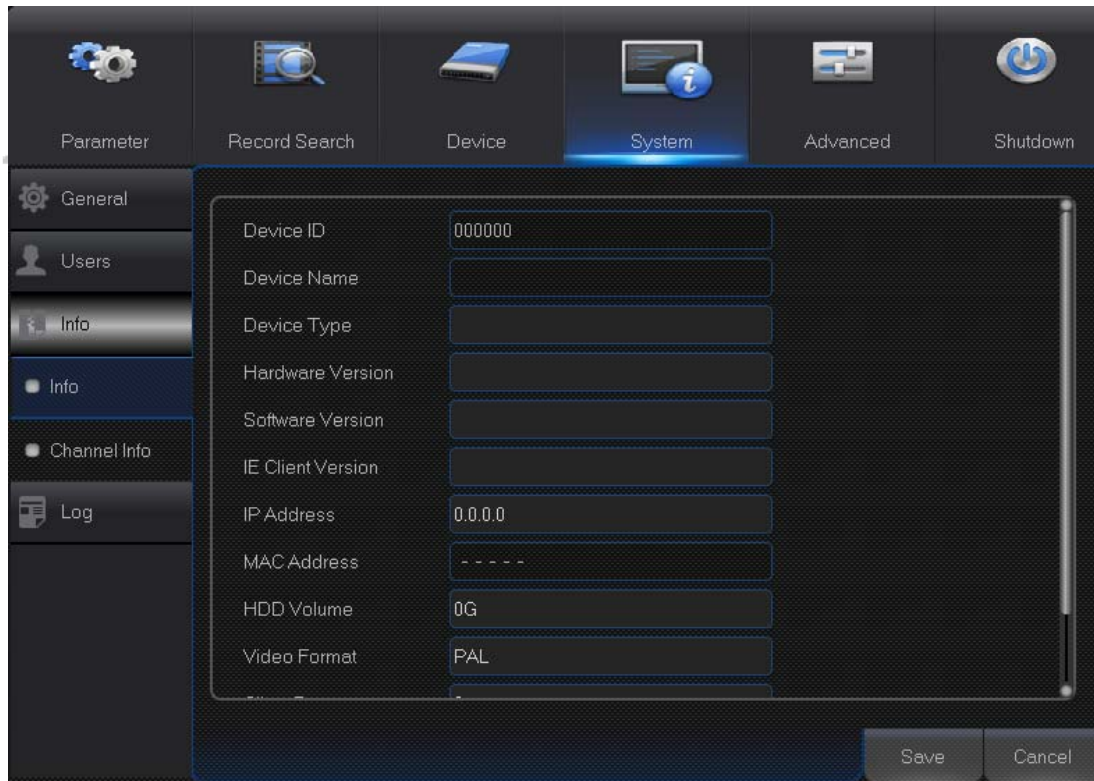 Parameter
Record Search
Device
System
Advanced
Shutdown
General
Users
Info
Info
Channel Info
Log
Device ID 000000
Device Name
Device Type
Hardware Version
Software Version
IE Client Version
IP Address 0.0.0.0
MAC Address - - - - -
HDD Volume 0G
Video Format PAL
Save
Cancel